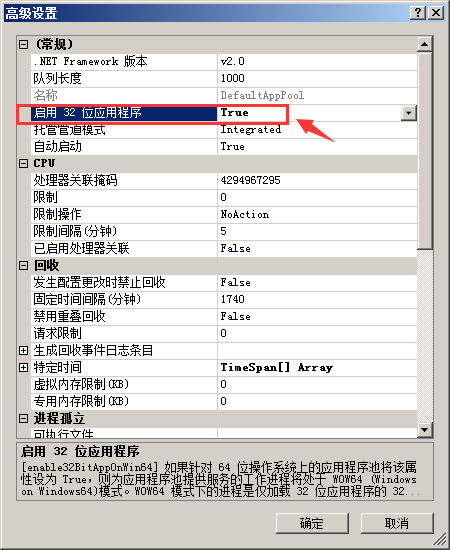 高级设置
(常规)
.NET Framework 版本 v2.0
队列长度 1000
名称 DefaultAppPool
启用 32 位应用程序 True
托管管道模式 Integrated
自动启动 True
CPU
处理器关联掩码 4294967295
限制 0
限制操作 NoAction
限制间隔(分钟) 5
已启用处理器关联 False
回收
发生配置更改时禁止回收 False
固定时间间隔(分钟) 1740
禁用重叠回收 False
请求限制 0
生成回收事件日志条目
特定时间 TimeSpan[] Array
虚拟内存限制(KB) 0
专用内存限制(KB) 0
进程孤立
可执行文件
启用 32 位应用程序
[enable32BitAppOnWin64] 如果针对 64 位操作系统上的应用程序池将该属
性设为 True，则为应用程序池提供服务的工作进程将处于 WOW64 (Windows
on Windows64)模式。WOW64 模式下的进程是仅加载 32 位应用程序的 32...
确定 取消